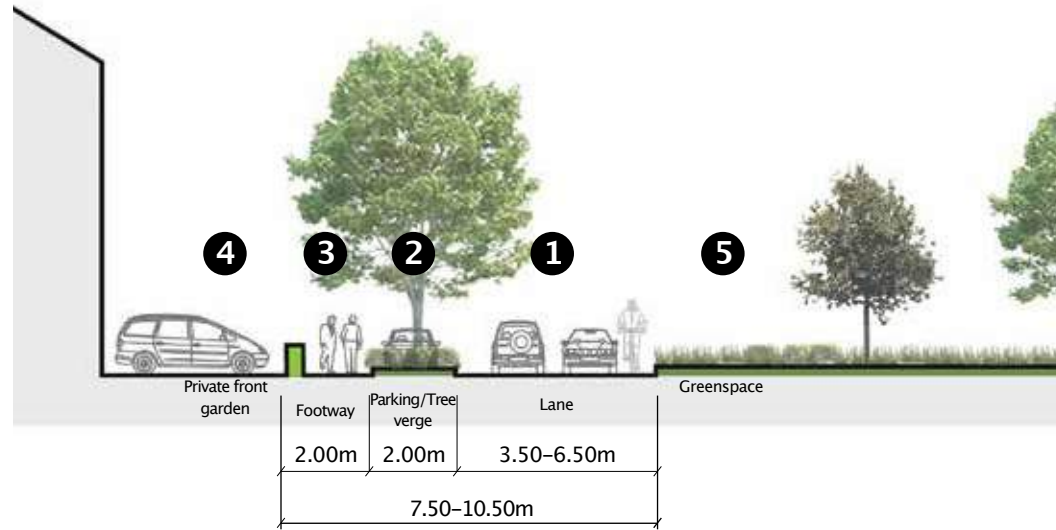 4 3 2 1 5
Private front
garden
Footway
Parking/Tree
verge
Lane
Greenspace
2.00m 2.00m 3.50–6.50m
7.50–10.50m